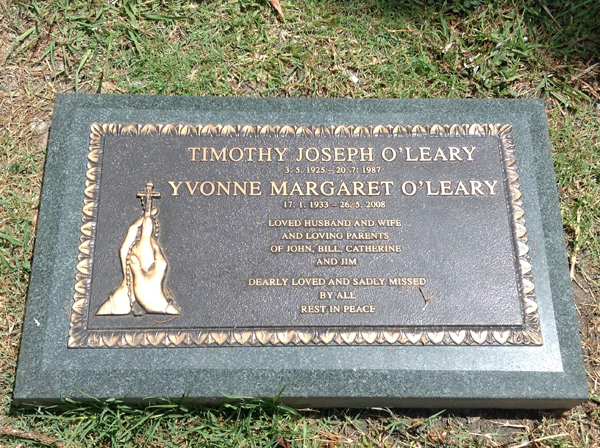 TIMOTHY JOSEPH O'LEARY
3. 5. 1925 – 20. 7. 1987
YVONNE MARGARET O'LEARY
17. 1. 1933 – 26. 5. 2008
LOVED HUSBAND AND WIFE
AND LOVING PARENTS
OF JOHN, BILL, CATHERINE
AND JIM
DEARLY LOVED AND SADLY MISSED
BY ALL
REST IN PEACE